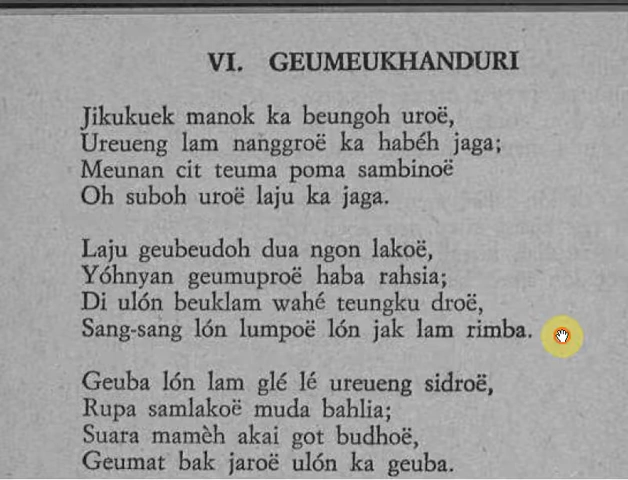 VI. GEUMEUKHANDURI
Jikukuek manok ka beungoh uroë,
Ureueng lam nanggroë ka habéh jaga;
Meunan cit teuma poma sambinoë
Oh suboh uroë laju ka jaga.
Laju geubeudoh dua ngon lakoë,
Yóhnyan geumuproë haba rahsia;
Di ulón beuklam wahé teungku droë,
Sang-sang lón lumpoë lón jak lam rimba.
Geuba lón lam glé lé ureueng sidroë,
Rupa samlakoë muda bahlia;
Suara mamèh akai got budhoë,
Geumat bak jaroë ulón ka geuba.